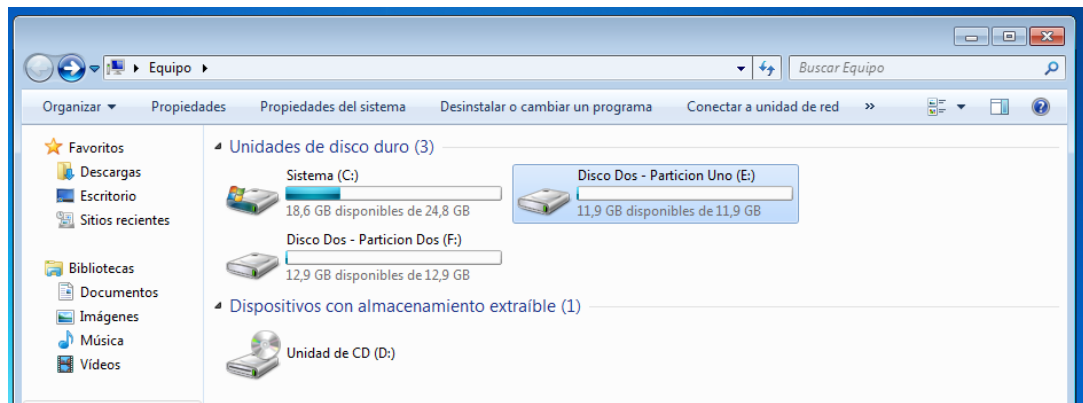 Equipo
Buscar Equipo
Organizar
Propiedades
Propiedades del sistema
Desinstalar o cambiar un programa
Conectar a unidad de red
»
Favoritos
Descargas
Escritorio
Sitios recientes
Bibliotecas
Documentos
Imágenes
Música
Vídeos
Unidades de disco duro (3)
Sistema (C:)
18,6 GB disponibles de 24,8 GB
Disco Dos - Particion Uno (E:)
11,9 GB disponibles de 11,9 GB
Disco Dos - Particion Dos (F:)
12,9 GB disponibles de 12,9 GB
Dispositivos con almacenamiento extraíble (1)
Unidad de CD (D:)